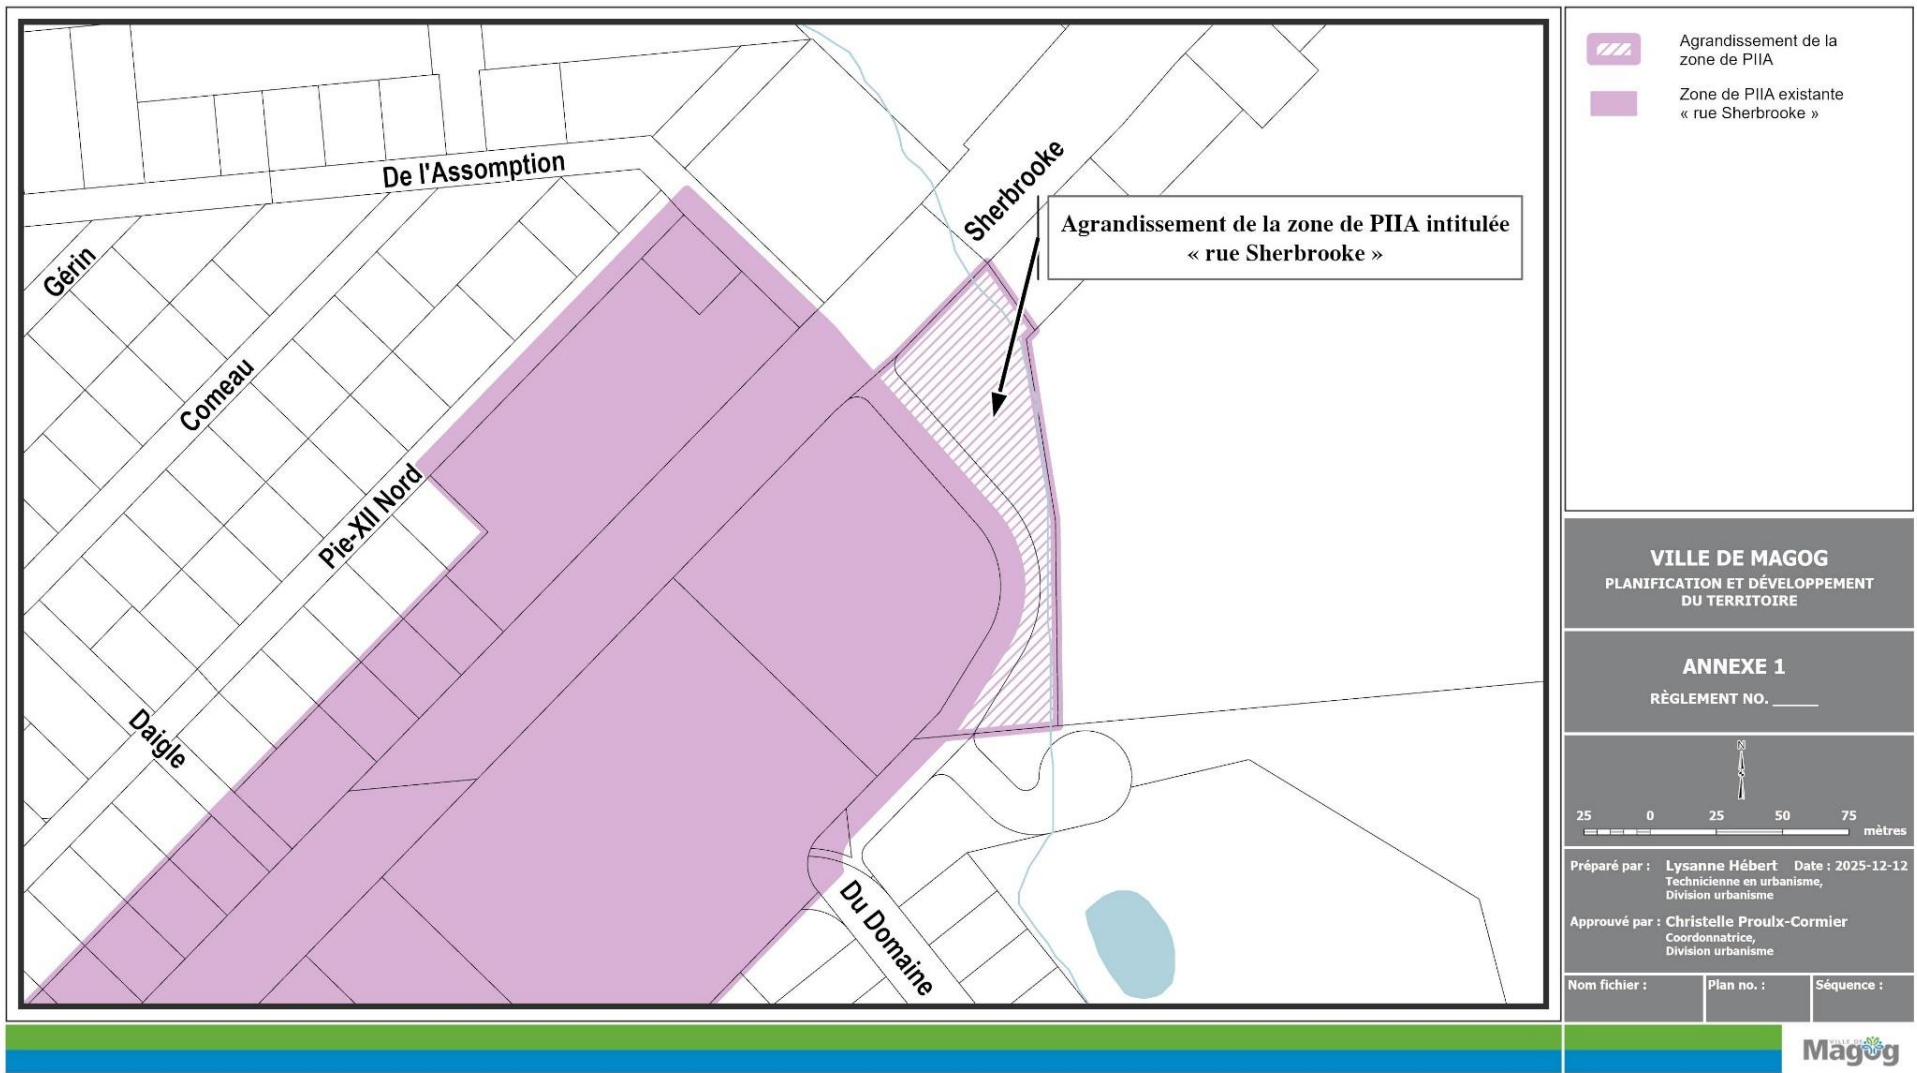 Agrandissement de la
zone de PIIA
Zone de PIIA existante
« rue Sherbrooke »
De l'Assomption
Sherbrooke
Agrandissement de la zone de PIIA intitulée
« rue Sherbrooke »
Gérin
Comeau
Pie-XII Nord
Daigle
Du Domaine
VILLE DE MAGOG
PLANIFICATION ET DÉVELOPPEMENT
DU TERRITOIRE
ANNEXE 1
RÈGLEMENT NO. _____
N
25 0 25 50 75
mètres
Préparé par : Lysanne Hébert Date : 2025-12-12
Technicienne en urbanisme,
Division urbanisme
Approuvé par : Christelle Proulx-Cormier
Coordonnatrice,
Division urbanisme
Nom fichier : Plan no. : Séquence :
VILLE DE
Magog